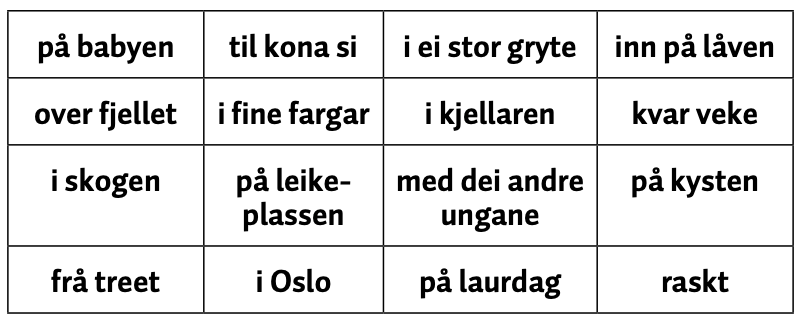 på babyen til kona si i ei stor gryte inn på låven
over fjellet i fine fargar i kjellaren kvar veke
i skogen på leike- med dei andre på kysten
plassen ungane
frå treet i Oslo på laurdag raskt